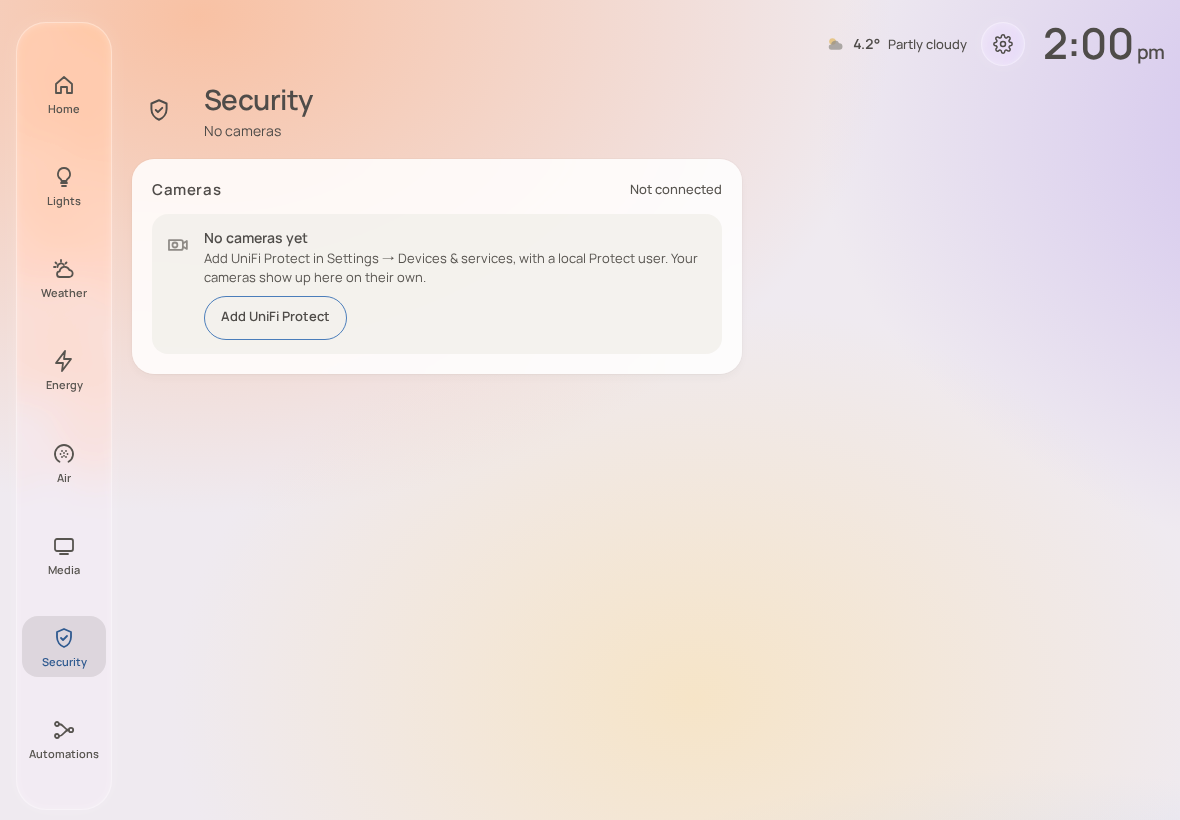 4.2° Partly cloudy
2:00 pm
Home
Lights
Weather
Energy
Air
Media
Security
Automations
Security
No cameras
Cameras
Not connected
No cameras yet
Add UniFi Protect in Settings → Devices & services, with a local Protect user. Your
cameras show up here on their own.
Add UniFi Protect